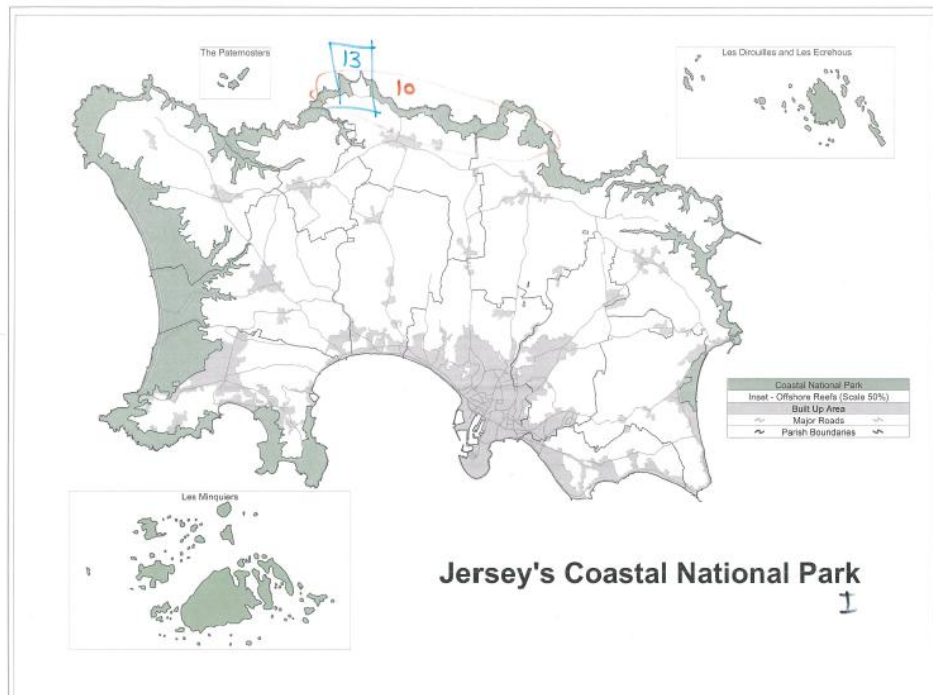 The Paternosters
13
10
Les Dirouilles and Les Ecrehous
Coastal National Park
Inset - Offshore Reefs (Scale 50%)
Built Up Area
Major Roads
Parish Boundaries
Les Minquiers
Jersey's Coastal National Park
I